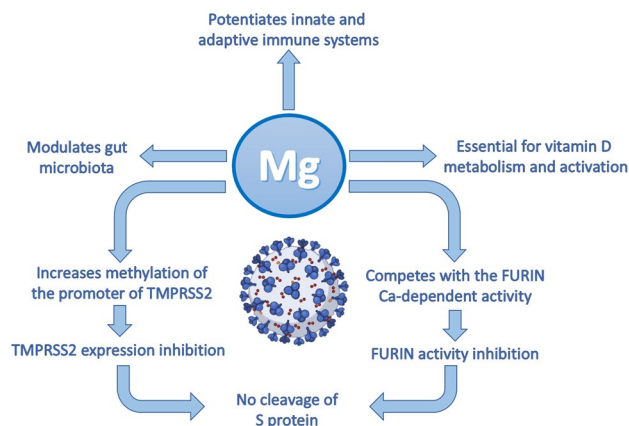 Potentiates innate and
adaptive immune systems
Modulates gut
microbiota
Mg
Essential for vitamin D
metabolism and activation
Increases methylation of
the promoter of TMPRSS2
Competes with the FURIN
Ca-dependent activity
TMPRSS2 expression inhibition
FURIN activity inhibition
No cleavage of
S protein